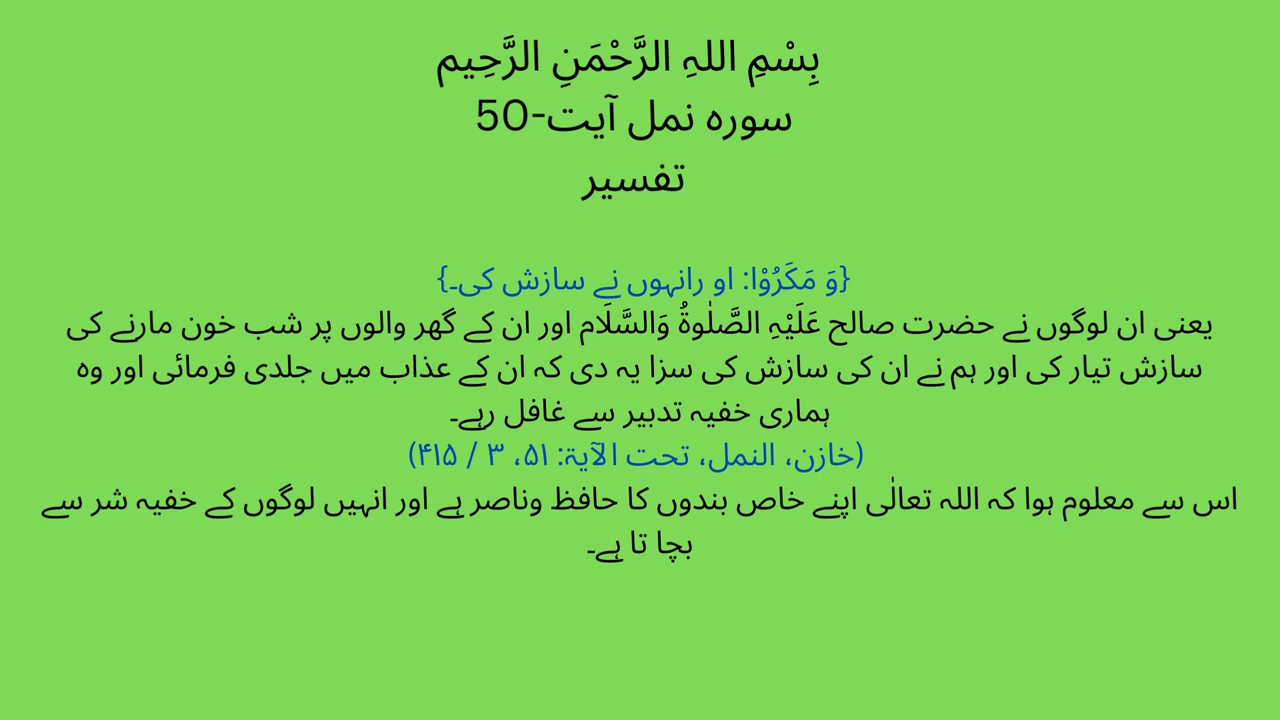 بِسْمِ اللہِ الرَّحْمَنِ الرَّحِیم
سورہ نمل آیت-50
تفسیر
{وَ مَكَرُوْا: او رانہوں نے سازش کی۔}
یعنی ان لوگوں نے حضرت صالح عَلَیْہِ الصَّلٰوۃُ وَالسَّلَام اور ان کے گھر والوں پر شب خون مارنے کی
سازش تیار کی اور ہم نے ان کی سازش کی سزا یہ دی کہ ان کے عذاب میں جلدی فرمائی اور وہ
ہماری خفیہ تدبیر سے غافل رہے۔
(خازن، النمل، تحت الآیۃ: ۵۱، ۳ / ۴۱۵)
اس سے معلوم ہوا کہ اللہ تعالٰی اپنے خاص بندوں کا حافظ وناصر ہے اور انہیں لوگوں کے خفیہ شر سے
بچا تا ہے۔